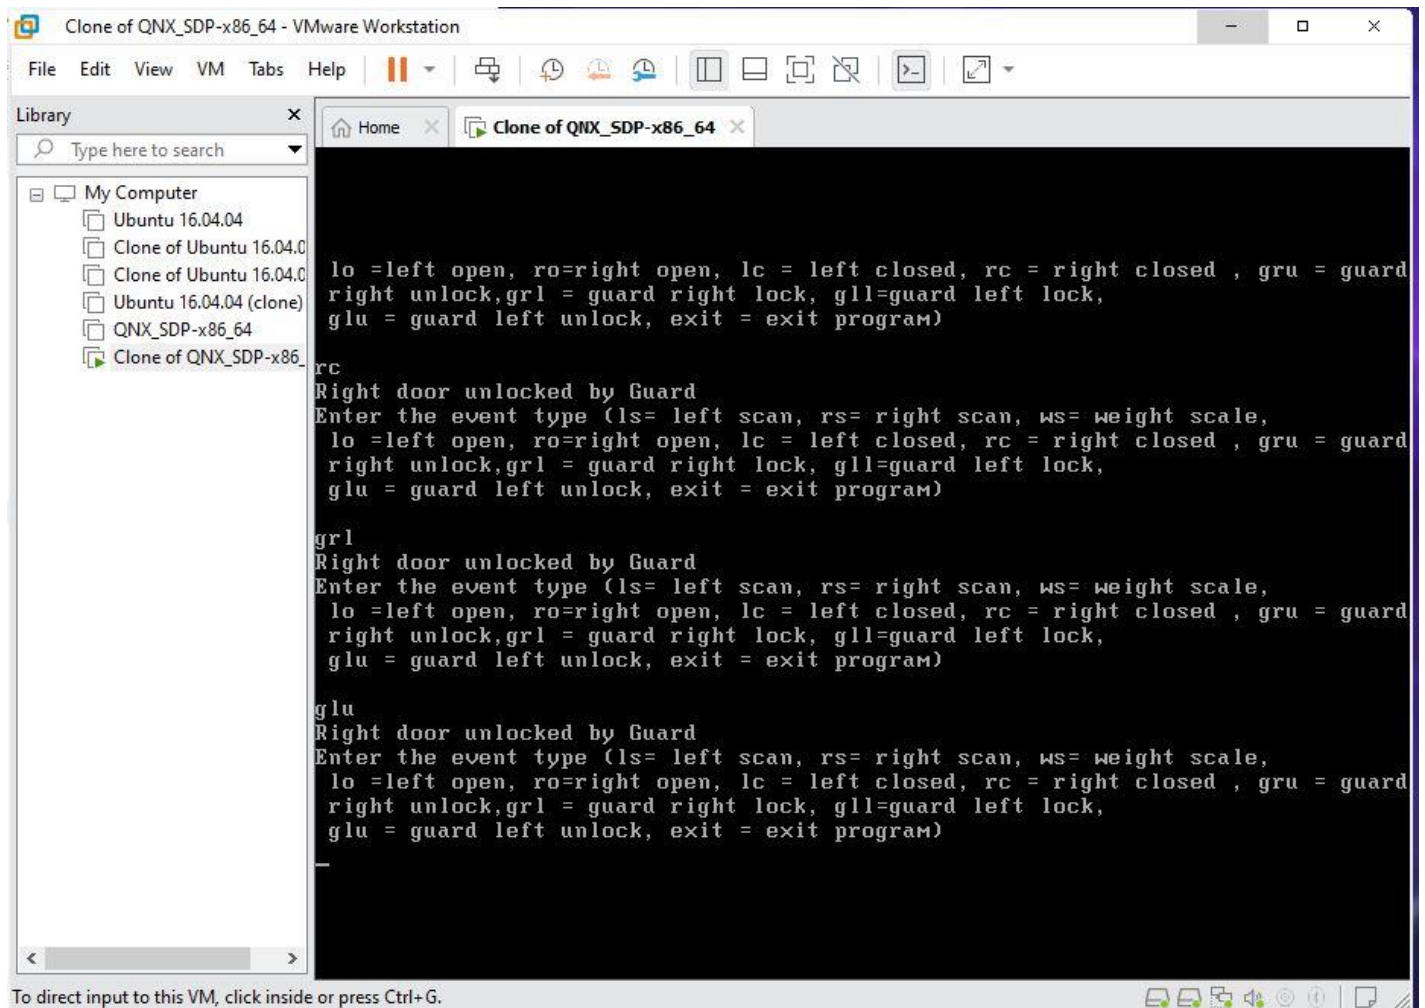 Clone of QNX_SDP-x86_64 - VMware Workstation
File Edit View VM Tabs Help
Library
Home
Clone of QNX_SDP-x86_64
Type here to search
My Computer
Ubuntu 16.04.04
Clone of Ubuntu 16.04.0
Clone of Ubuntu 16.04.0
Ubuntu 16.04.04 (clone)
QNX_SDP-x86_64
Clone of QNX_SDP-x86_
lo =left open, ro=right open, lc = left closed, rc = right closed , gru = guard
right unlock,grl = guard right lock, gll=guard left lock,
glu = guard left unlock, exit = exit program)
rc
Right door unlocked by Guard
Enter the event type (ls= left scan, rs= right scan, ws= weight scale,
lo =left open, ro=right open, lc = left closed, rc = right closed , gru = guard
right unlock,grl = guard right lock, gll=guard left lock,
glu = guard left unlock, exit = exit program)
grl
Right door unlocked by Guard
Enter the event type (ls= left scan, rs= right scan, ws= weight scale,
lo =left open, ro=right open, lc = left closed, rc = right closed , gru = guard
right unlock,grl = guard right lock, gll=guard left lock,
glu = guard left unlock, exit = exit program)
glu
Right door unlocked by Guard
Enter the event type (ls= left scan, rs= right scan, ws= weight scale,
lo =left open, ro=right open, lc = left closed, rc = right closed , gru = guard
right unlock,grl = guard right lock, gll=guard left lock,
glu = guard left unlock, exit = exit program)
To direct input to this VM, click inside or press Ctrl+G.